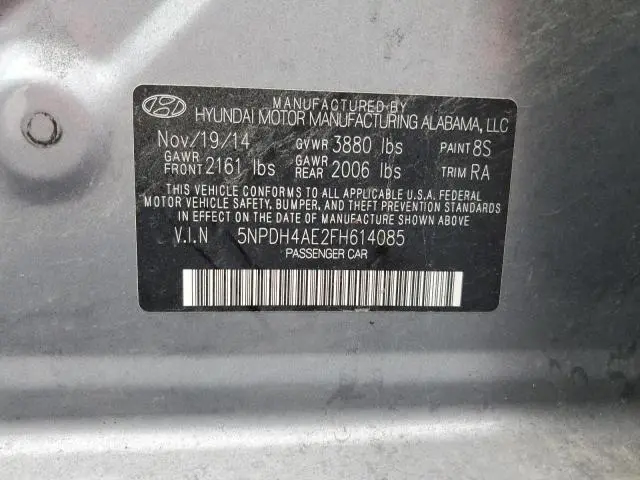 MANUFACTURED BY
HYUNDAI MOTOR MANUFACTURING ALABAMA, LLC
Nov/19/14 GVWR 3880 lbs PAINT 8S
GAWR FRONT 2161 lbs GAWR REAR 2006 lbs TRIM RA
THIS VEHICLE CONFORMS TO ALL APPLICABLE U.S.A. FEDERAL
MOTOR VEHICLE SAFETY, BUMPER, AND THEFT PREVENTION STANDARDS
IN EFFECT ON THE DATE OF MANUFACTURE SHOWN ABOVE.
V.I.N 5NPDH4AE2FH614085
PASSENGER CAR